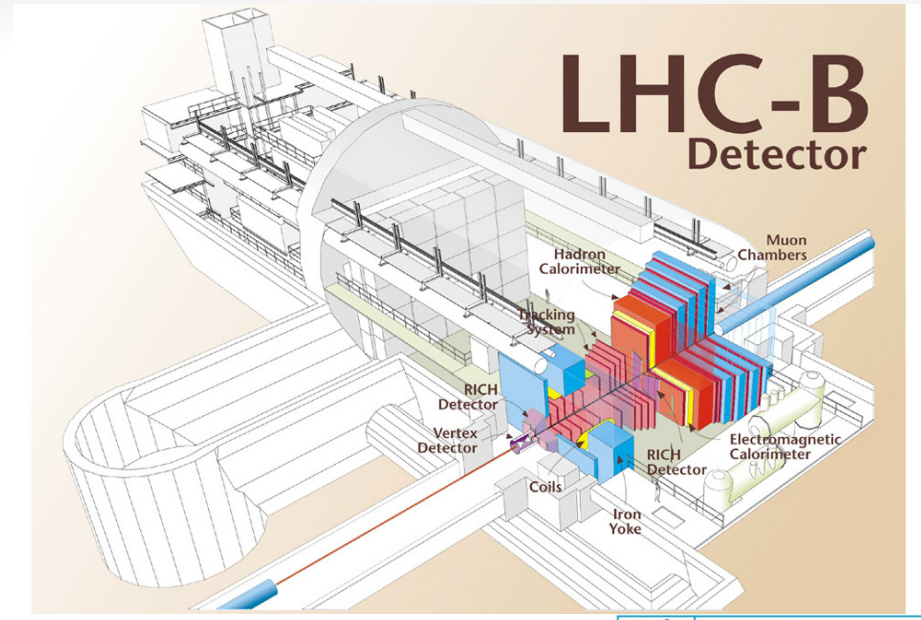 LHC-B
Detector
Muon
Chambers
Hadron
Calorimeter
Tracking
System
RICH
Detector
Vertex
Detector
Coils
Iron
Yoke
RICH
Detector
Electromagnetic
Calorimeter